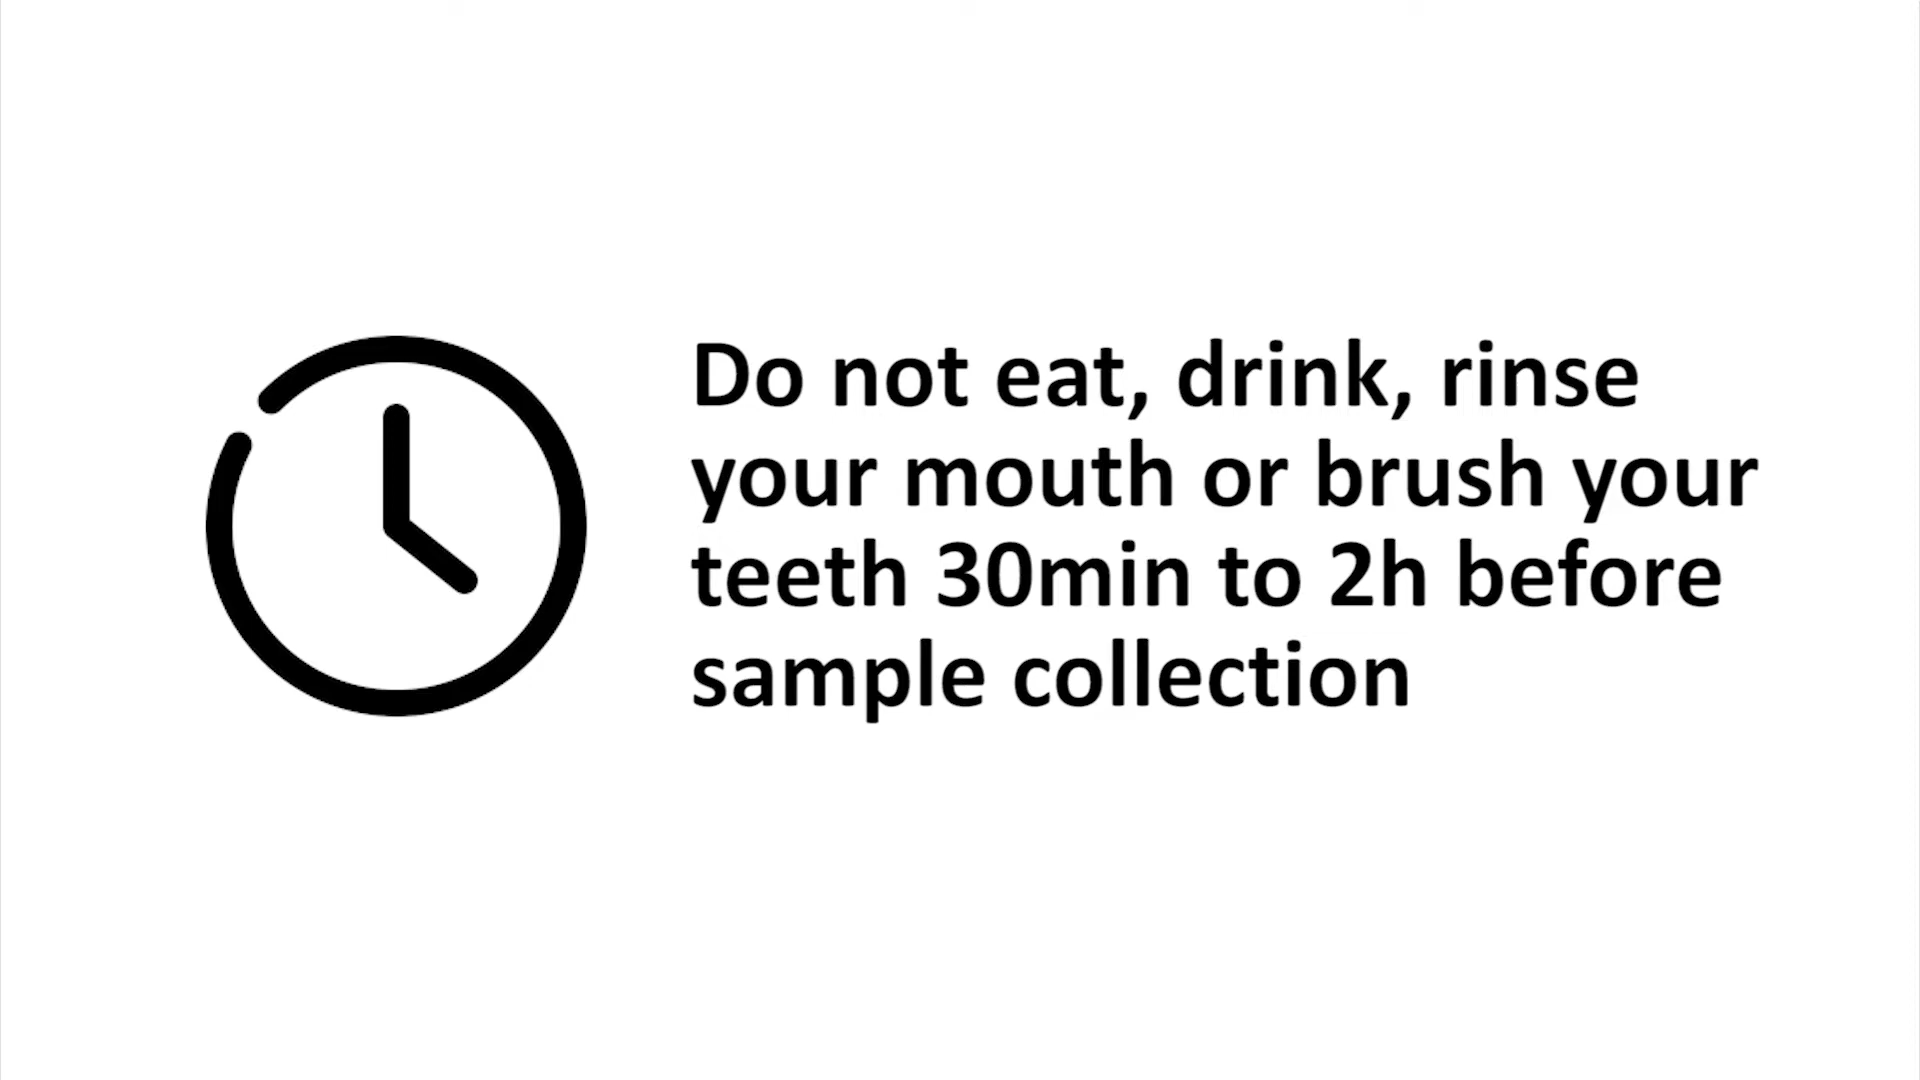 Do not eat, drink, rinse
your mouth or brush your
teeth 30min to 2h before
sample collection